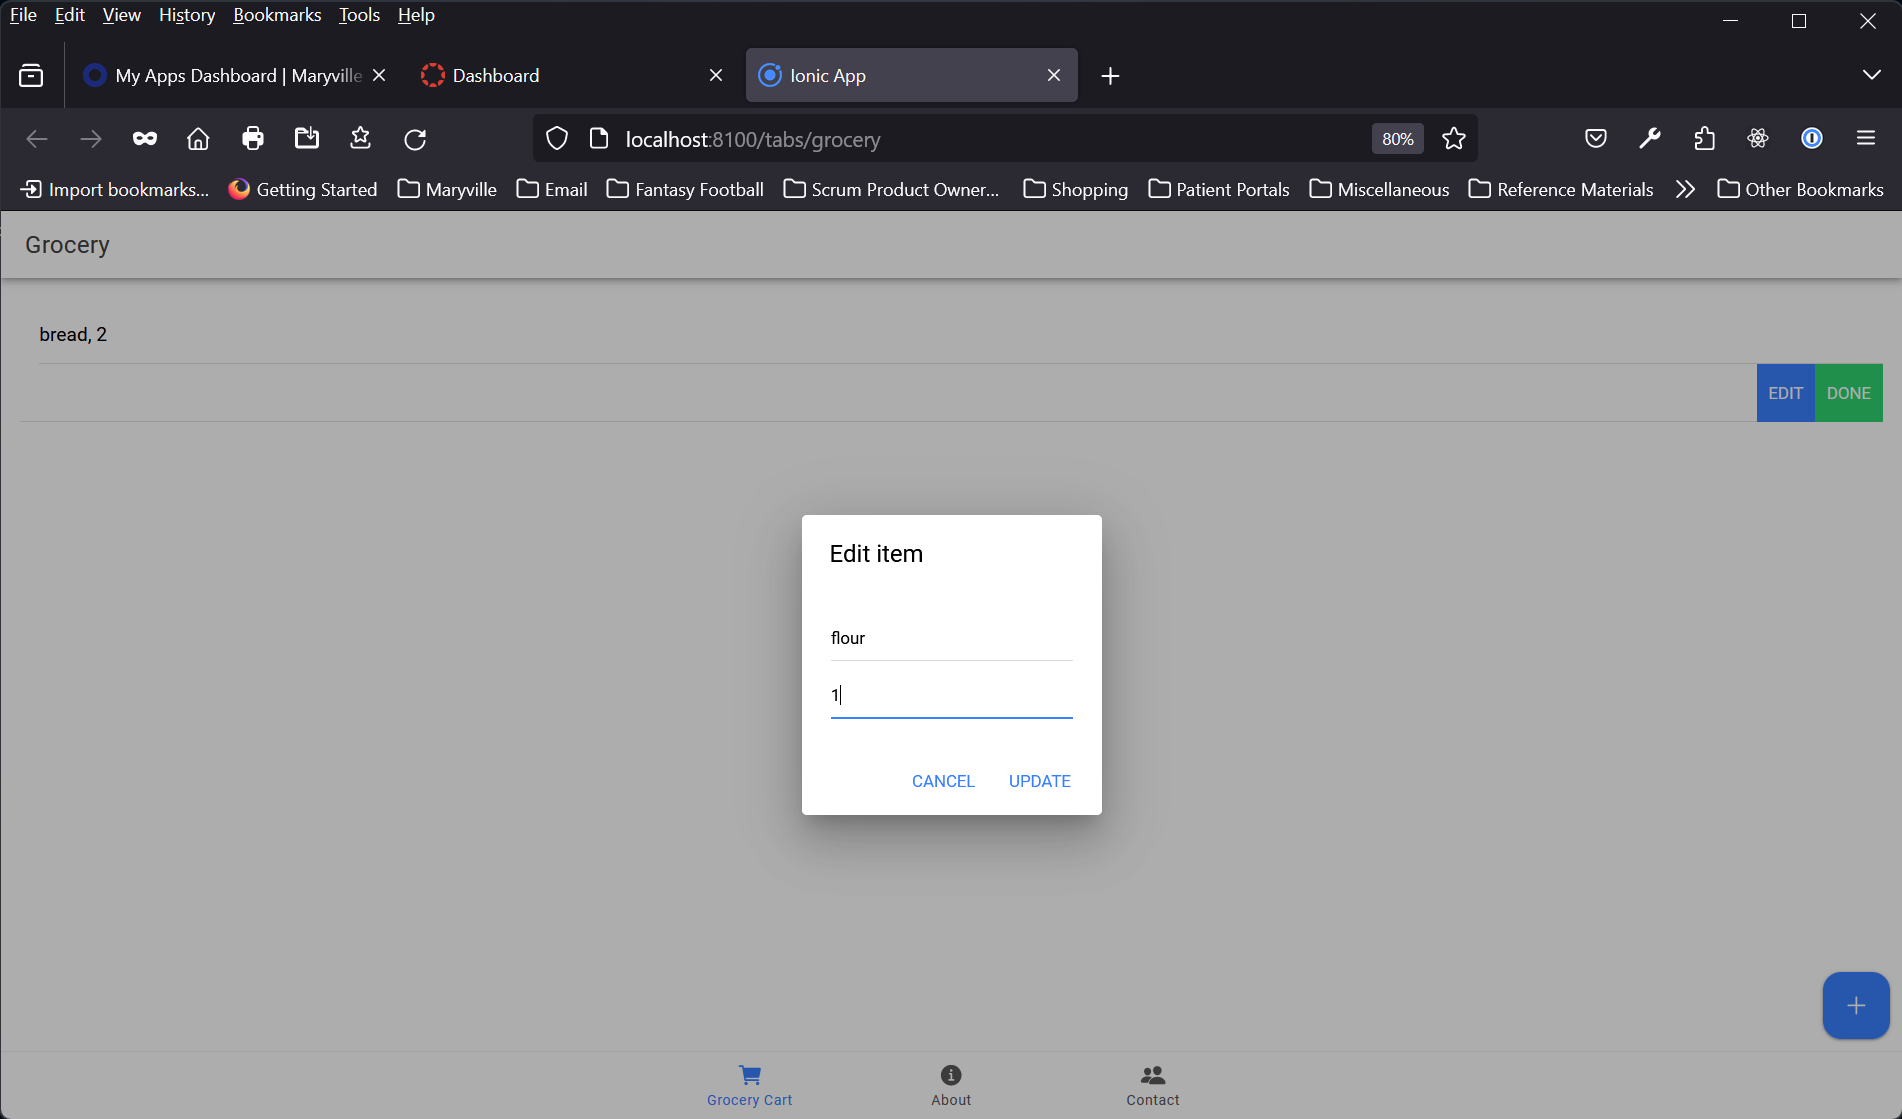 File Edit View History Bookmarks Tools Help
My Apps Dashboard | Maryville
Dashboard
Ionic App
localhost:8100/tabs/grocery
80%
Import bookmarks... Getting Started Maryville Email Fantasy Football Scrum Product Owner... Shopping Patient Portals Miscellaneous Reference Materials Other Bookmarks
Grocery
bread, 2
EDIT DONE
Edit item
flour
1
CANCEL UPDATE
Grocery Cart About Contact